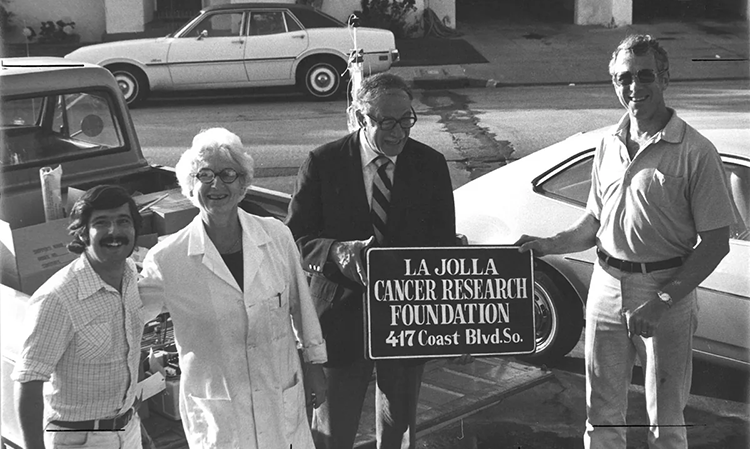 LA JOLLA
CANCER RESEARCH
FOUNDATION
417 Coast Blvd.So.